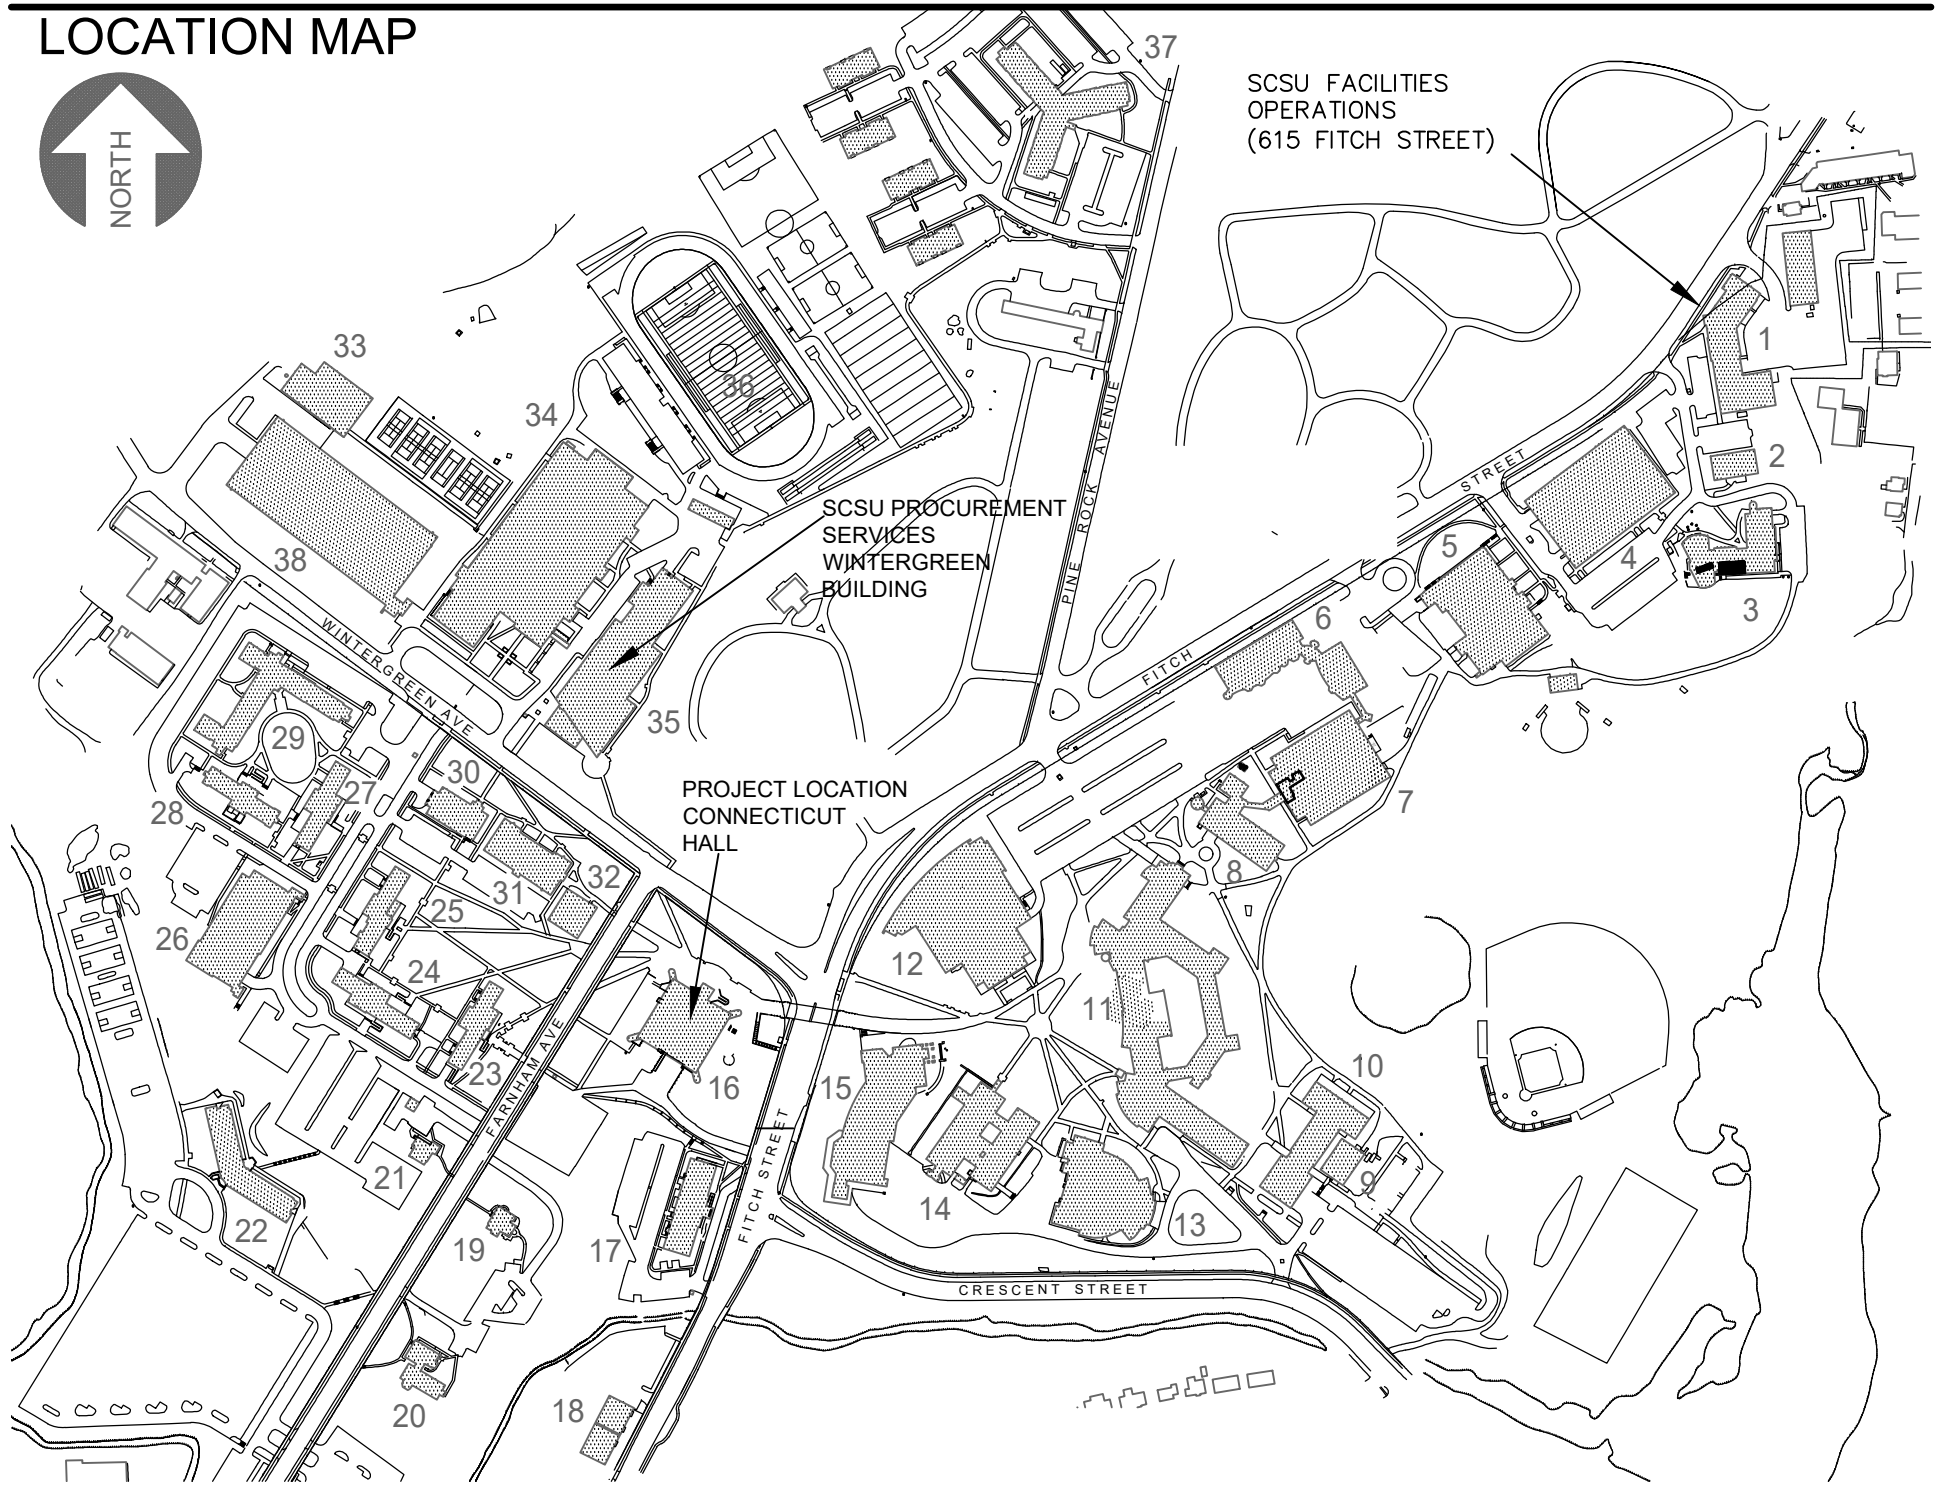 LOCATION MAP
NORTH
37
SCSU FACILITIES
OPERATIONS
(615 FITCH STREET)
33
34
36
1
2
STREET
SCSU PROCUREMENT
SERVICES
WINTERGREEN
BUILDING
PINE ROCK AVENUE
38
5
4
3
6
WINTERGREEN AVE
FITCH
35
29
30
27
28
PROJECT LOCATION
CONNECTICUT
HALL
7
8
32
31
25
26
24
12
11
23
16
15
10
FARNHAM AVE
FITCH STREET
21
22
9
14
13
19
17
CRESCENT STREET
20
18